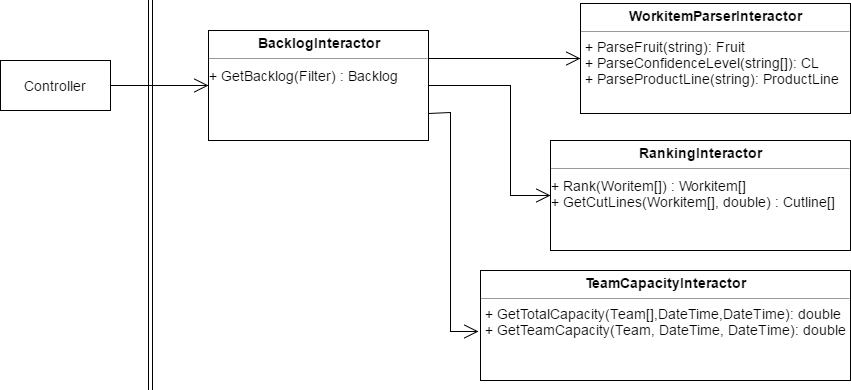 WorkitemParserInteractor
+ ParseFruit(string): Fruit
+ ParseConfidenceLevel(string[]): CL
+ ParseProductLine(string): ProductLine
BacklogInteractor
+ GetBacklog(Filter) : Backlog
Controller
RankingInteractor
+ Rank(Woritem[]) : Workitem[]
+ GetCutLines(Workitem[], double) : Cutline[]
TeamCapacityInteractor
+ GetTotalCapacity(Team[],DateTime,DateTime): double
+ GetTeamCapacity(Team, DateTime, DateTime): double